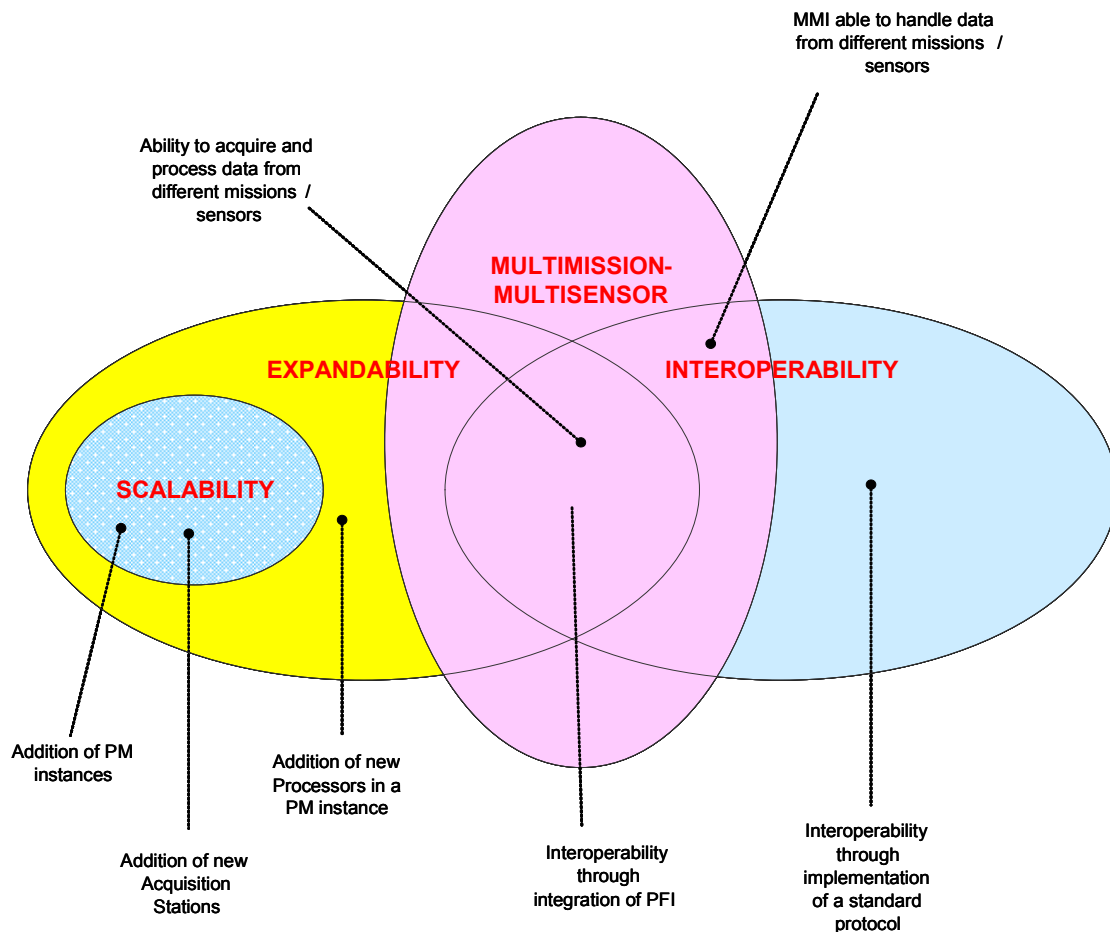 MMI able to handle data
from different missions /
sensors
Ability to acquire and
process data from
different missions /
sensors
MULTIMISSION-
MULTISENSOR
EXPANDABILITY
INTEROPERABILITY
SCALABILITY
Addition of PM
instances
Addition of new
Processors in a
PM instance
Addition of new
Acquisition
Stations
Interoperability
through
integration of PFI
Interoperability
through
implementation
of a standard
protocol